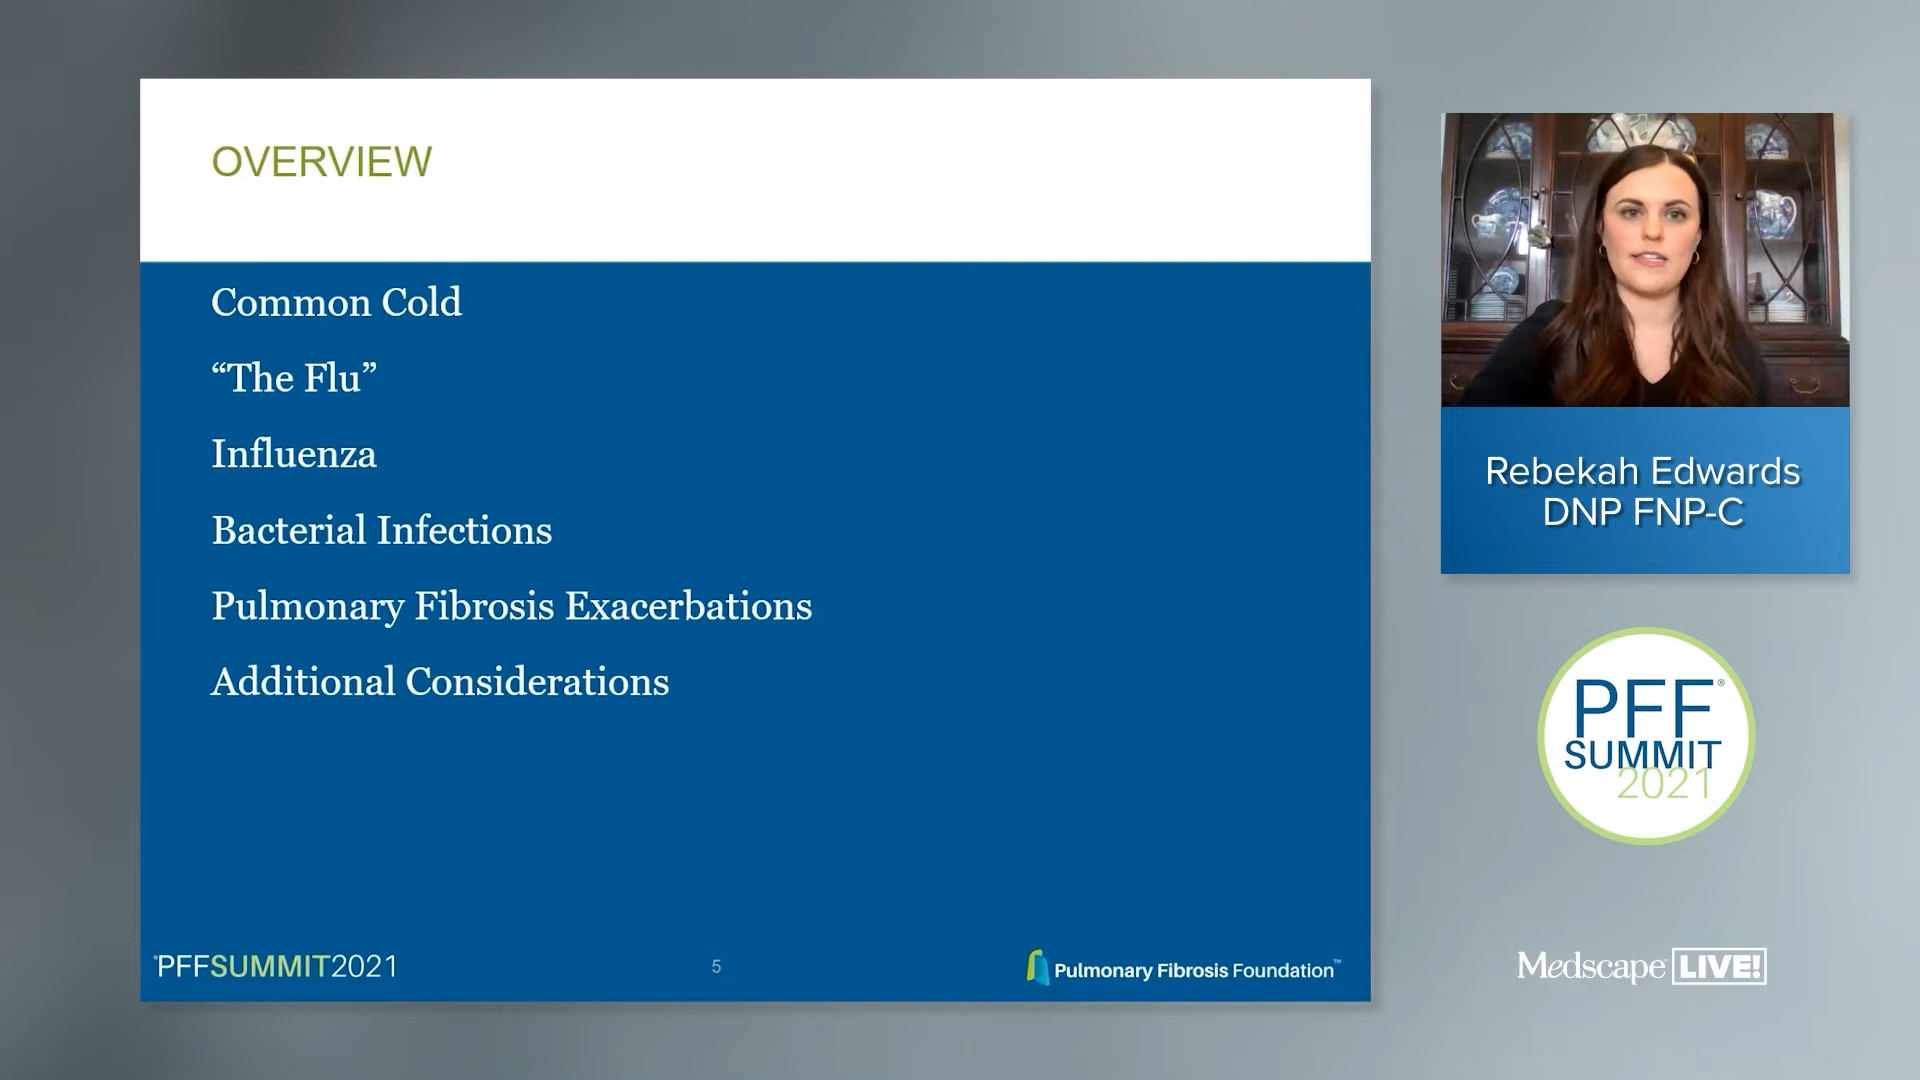 OVERVIEW
Common Cold
“The Flu”
Influenza
Bacterial Infections
Pulmonary Fibrosis Exacerbations
Additional Considerations
PFFSUMMIT2021
5
Pulmonary Fibrosis Foundation™
Rebekah Edwards
DNP FNP-C
PFF®
SUMMIT
2021
Medscape LIVE!